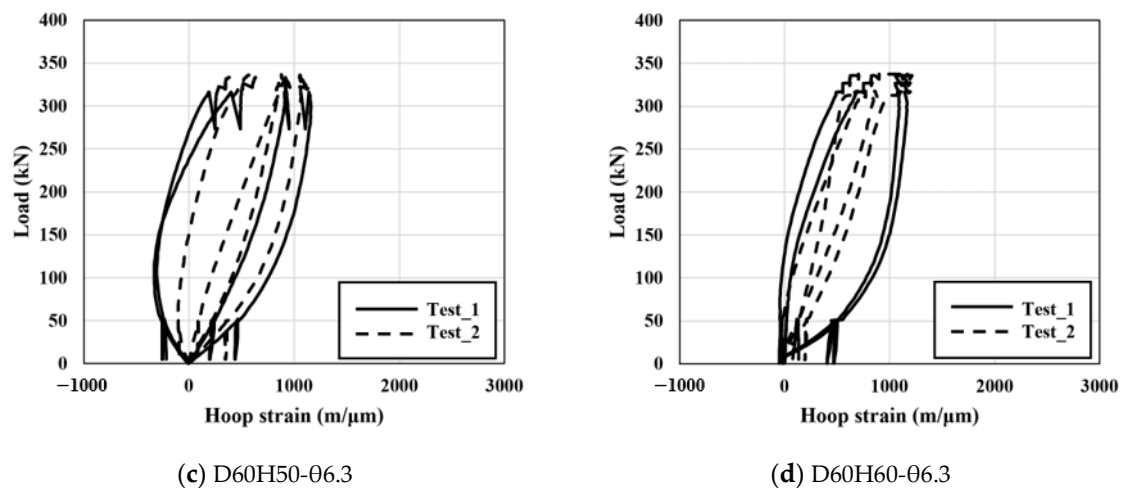 400
350
300
250
200
150
100
50
0
Load (kN)
Test_1
Test_2
−1000 0 1000 2000 3000
Hoop strain (m/μm)
(c) D60H50-θ6.3
400
350
300
250
200
150
100
50
0
Load (kN)
Test_1
Test_2
−1000 0 1000 2000 3000
Hoop strain (m/μm)
(d) D60H60-θ6.3